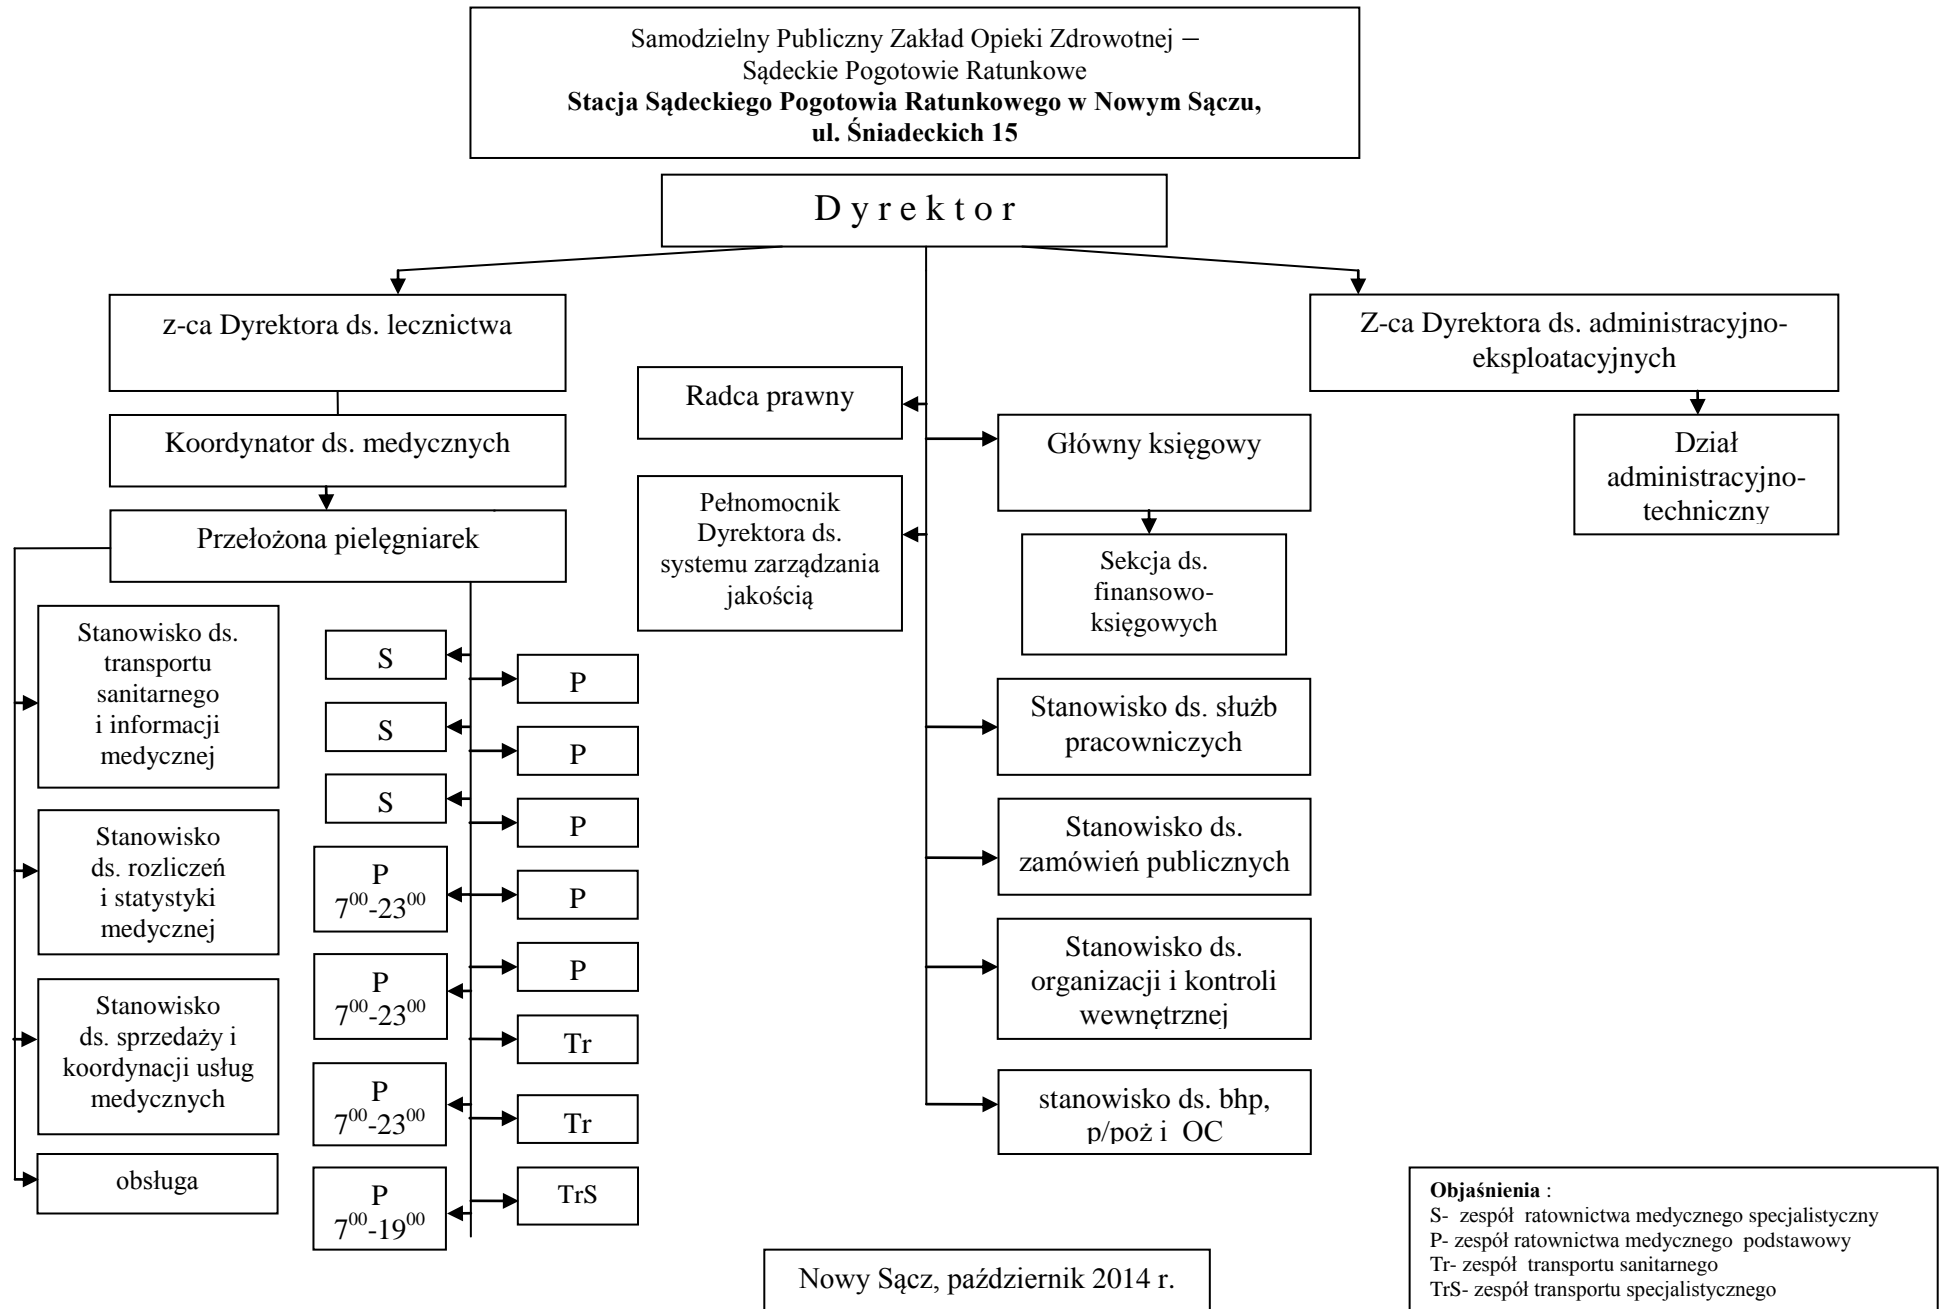 Samodzielny Publiczny Zakład Opieki Zdrowotnej –
Sądeckie Pogotowie Ratunkowe
Stacja Sądeckiego Pogotowia Ratunkowego w Nowym Sączu,
ul. Śniadeckich 15
D y r e k t o r
z-ca Dyrektora ds. lecznictwa
Koordynator ds. medycznych
Przełożona pielęgniarek
Stanowisko ds.
transportu
sanitarnego
i informacji
medycznej
Stanowisko
ds. rozliczeń
i statystyki
medycznej
Stanowisko
ds. sprzedaży i
koordynacji usług
medycznych
obsługa
S
S
S
P
7⁰⁰-23⁰⁰
P
7⁰⁰-23⁰⁰
P
7⁰⁰-23⁰⁰
P
7⁰⁰-19⁰⁰
P
P
P
P
P
Tr
Tr
TrS
Radca prawny
Pełnomocnik
Dyrektora ds.
systemu zarządzania
jakością
Główny księgowy
Sekcja ds.
finansowo-
księgowych
Stanowisko ds. służb
pracowniczych
Stanowisko ds.
zamówień publicznych
Stanowisko ds.
organizacji i kontroli
wewnętrznej
stanowisko ds. bhp,
p/poż i OC
Z-ca Dyrektora ds. administracyjno-
eksploatacyjnych
Dział
administracyjno-
techniczny
Nowy Sącz, październik 2014 r.
Objaśnienia :
S- zespół ratownictwa medycznego specjalistyczny
P- zespół ratownictwa medycznego podstawowy
Tr- zespół transportu sanitarnego
TrS- zespół transportu specjalistycznego